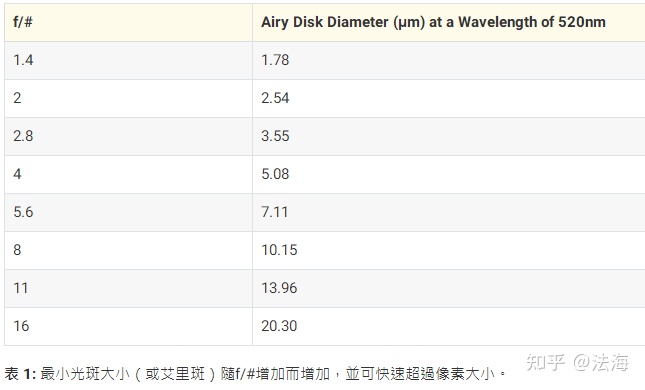 f/# Airy Disk Diameter (μm) at a Wavelength of 520nm
1.4 1.78
2 2.54
2.8 3.55
4 5.08
5.6 7.11
8 10.15
11 13.96
16 20.30
知乎 @法海
表 1: 最小光斑大小（或艾里斑）隨f/#增加而增加，並可快速超過像素大小。